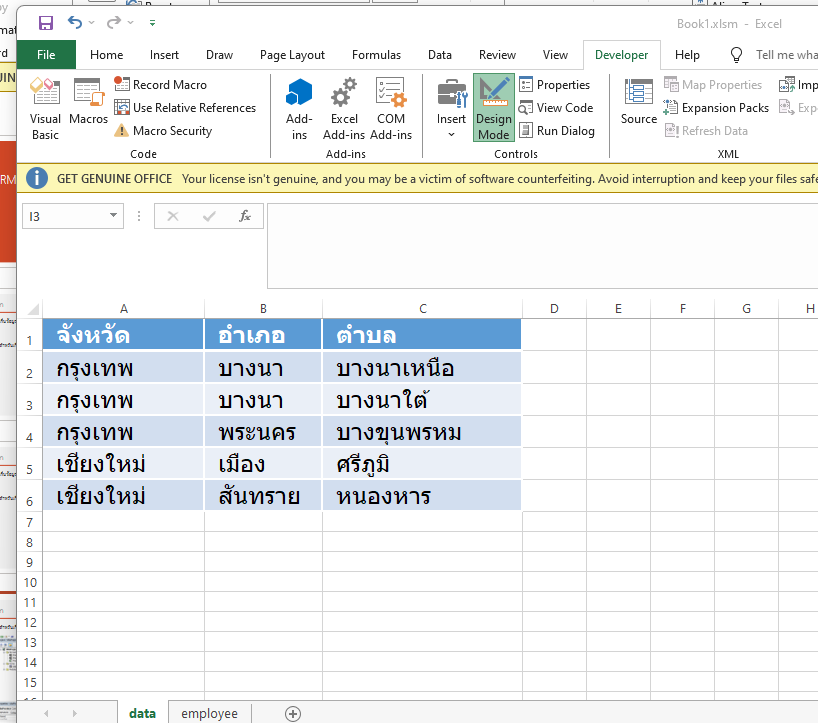 Book1.xlsm - Excel
File Home Insert Draw Page Layout Formulas Data Review View Developer Help Tell me wha
Visual Basic
Macros
Record Macro
Use Relative References
Macro Security
Code
Add-ins
Excel Add-ins
COM Add-ins
Add-ins
Insert
Design Mode
Properties
View Code
Run Dialog
Controls
Source
Map Properties
Expansion Packs
Refresh Data
Imp
Exp
XML
GET GENUINE OFFICE Your license isn't genuine, and you may be a victim of software counterfeiting. Avoid interruption and keep your files safe
I3 fx
A B C D E F G H
1 จังหวัด อำเภอ ตำบล
2 กรุงเทพ บางนา บางนาเหนือ
3 กรุงเทพ บางนา บางนาใต้
4 กรุงเทพ พระนคร บางขุนพรหม
5 เชียงใหม่ เมือง ศรีภูมิ
6 เชียงใหม่ สันทราย หนองหาร
7
8
9
10
11
12
13
14
15
data employee